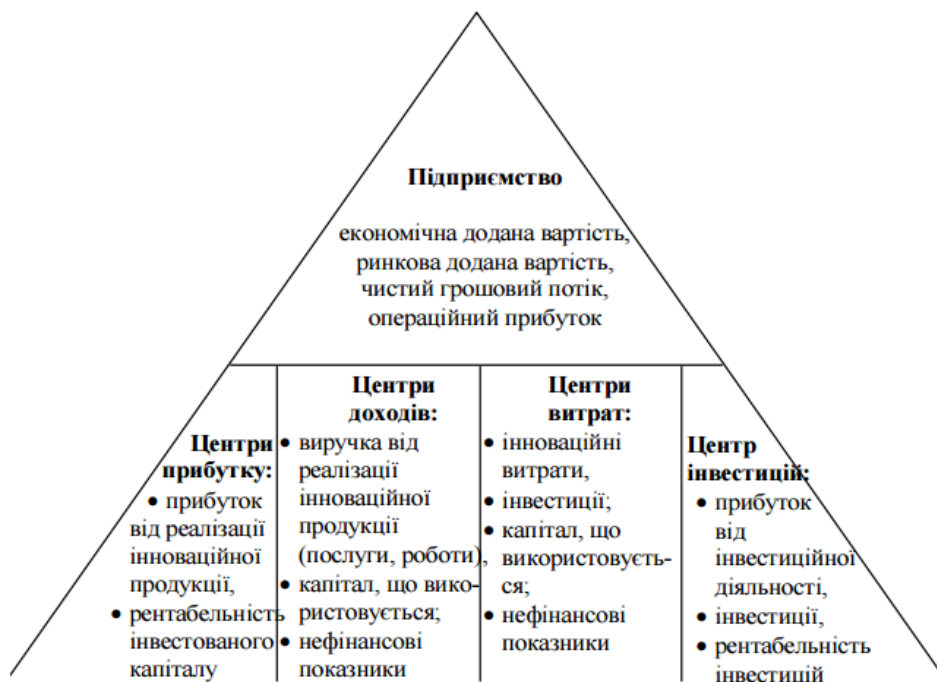 Підприємство
економічна додана вартість,
ринкова додана вартість,
чистий грошовий потік,
операційний прибуток
Центри
прибутку:
• прибуток
від реалізації
інноваційної
продукції,
• рентабельність
інвестованого
капіталу
Центри
доходів:
• виручка від
реалізації
інноваційної
продукції
(послуги, роботи),
• капітал, що вико-
ристовується;
• нефінансові
показники
Центри
витрат:
• інноваційні
витрати,
• інвестиції;
• капітал, що
використовуєть-
ся;
• нефінансові
показники
Центр
інвестицій:
• прибуток
від
інвестиційної
діяльності,
• інвестиції,
• рентабельність
інвестицій